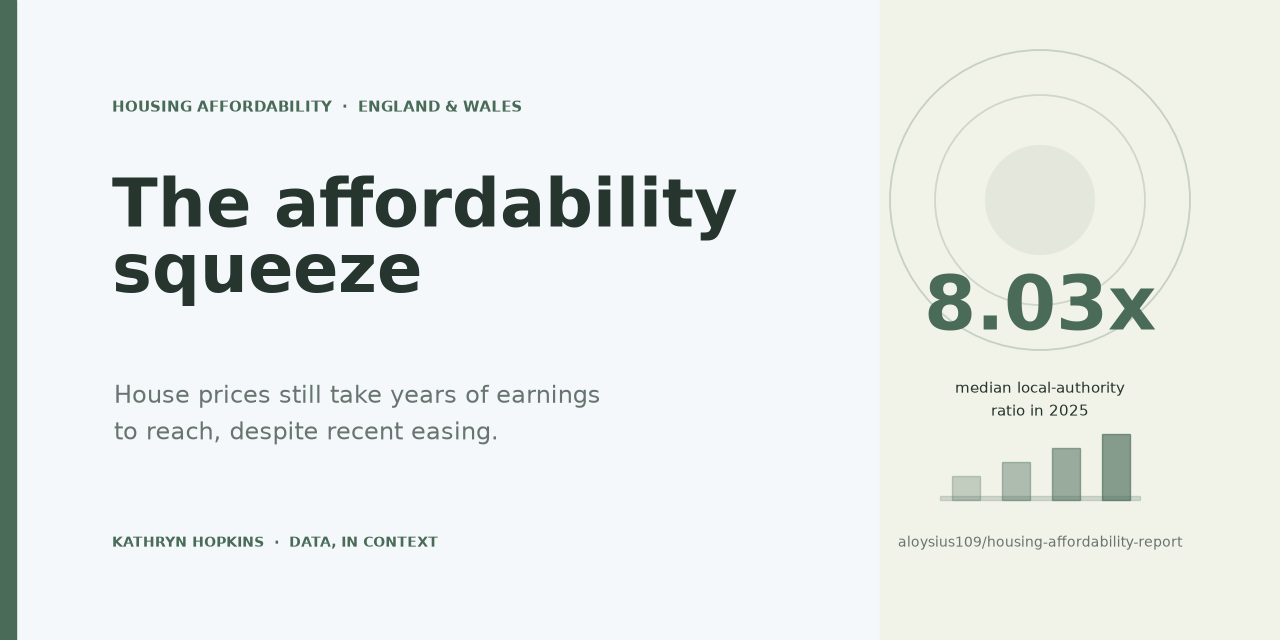 HOUSING AFFORDABILITY · ENGLAND & WALES
The affordability
squeeze
House prices still take years of earnings
to reach, despite recent easing.
KATHRYN HOPKINS · DATA, IN CONTEXT
8.03x
median local-authority
ratio in 2025
aloysius109/housing-affordability-report